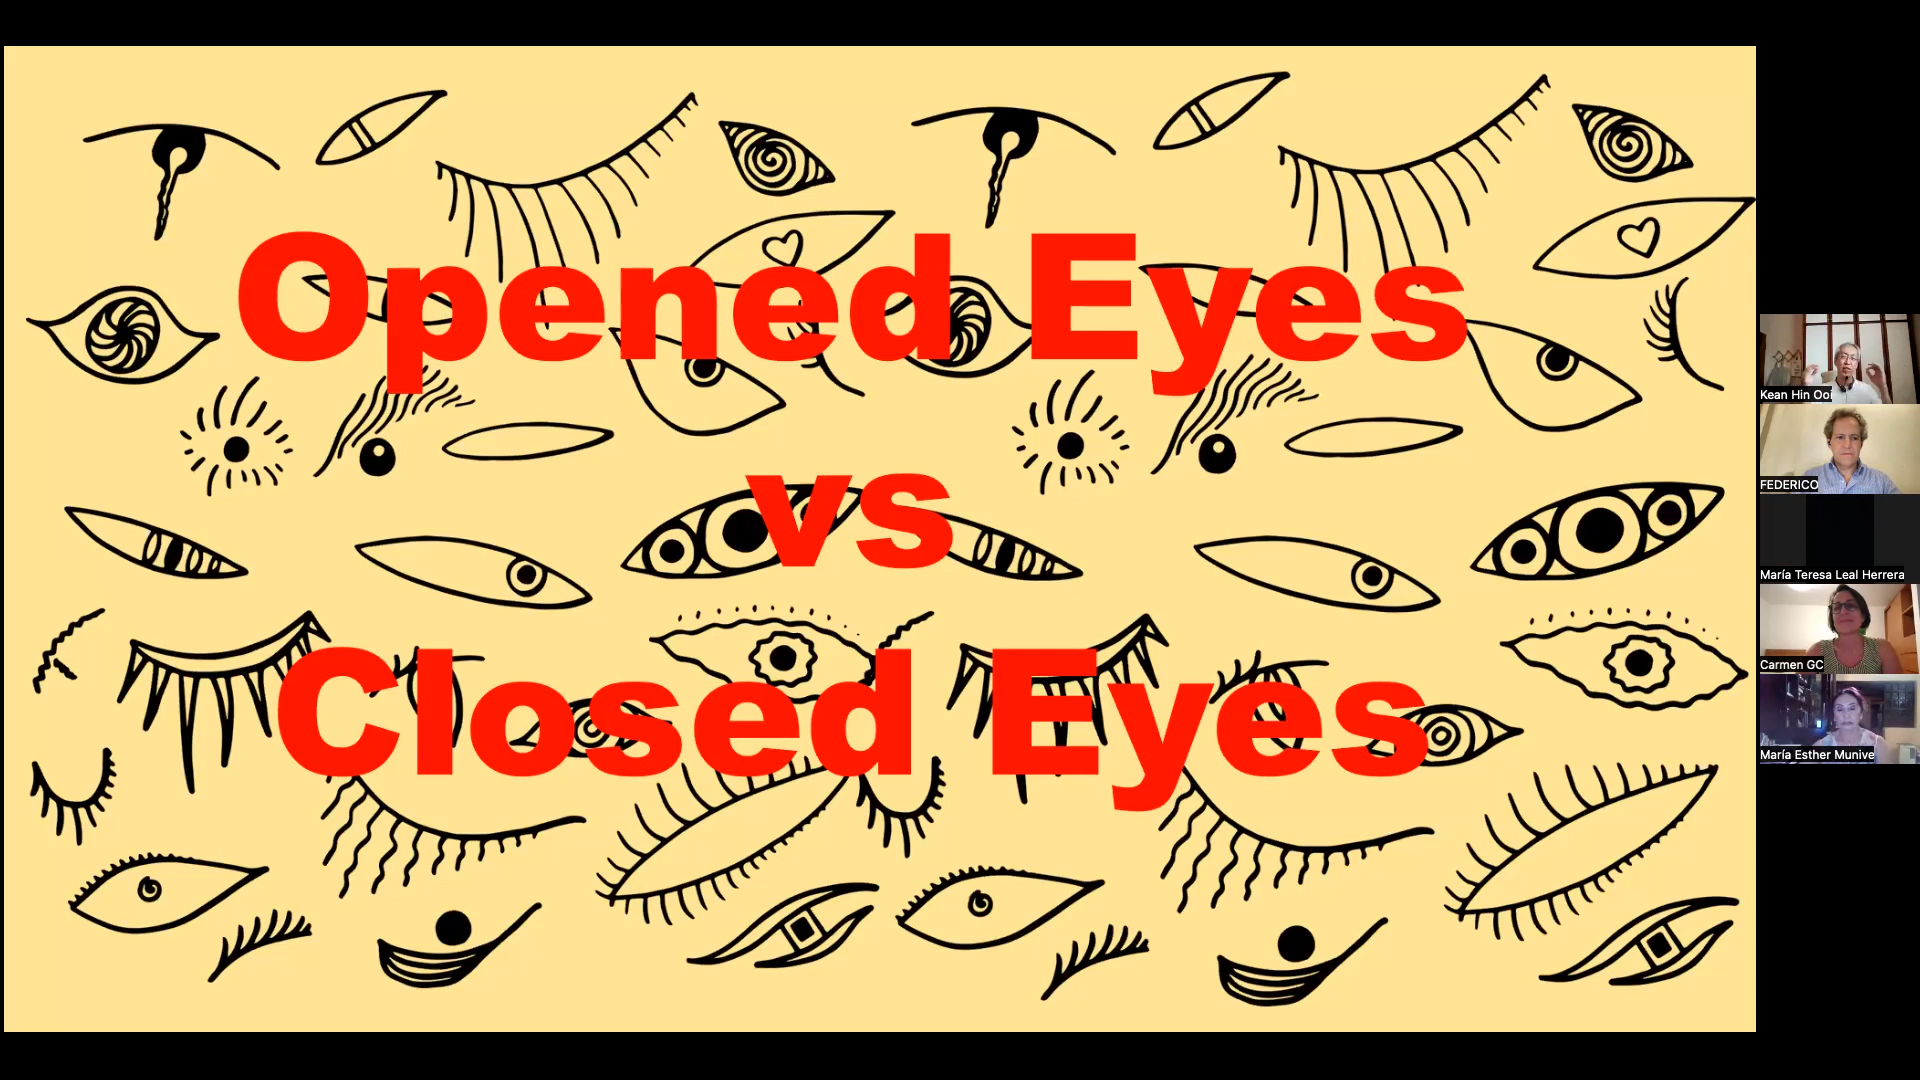 Opened Eyes
vs
Closed Eyes
Kean Hin Ooi
FEDERICO
María Teresa Leal Herrera
Carmen GC
María Esther Munive